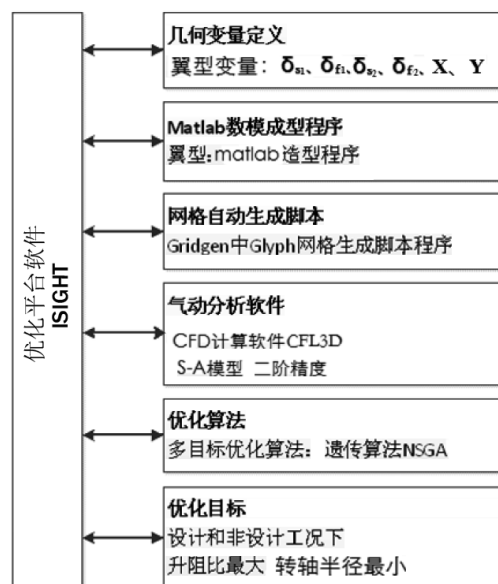 优化平台软件
ISIGHT
几何变量定义
翼型变量：δs1、δf1、δs2、δf2、X、Y
Matlab数模成型程序
翼型:matlab造型程序
网格自动生成脚本
Gridgen中Glyph网格生成脚本程序
气动分析软件
CFD计算软件CFL3D
S-A模型 二阶精度
优化算法
多目标优化算法：遗传算法NSGA
优化目标
设计和非设计工况下
升阻比最大 转轴半径最小